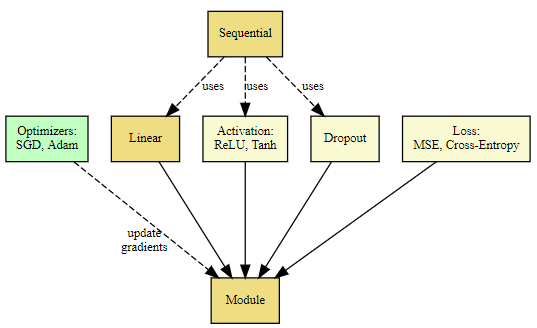 Sequential
uses
uses
uses
Optimizers:
SGD, Adam
Linear
Activation:
ReLU, Tanh
Dropout
Loss:
MSE, Cross-Entropy
update
gradients
Module